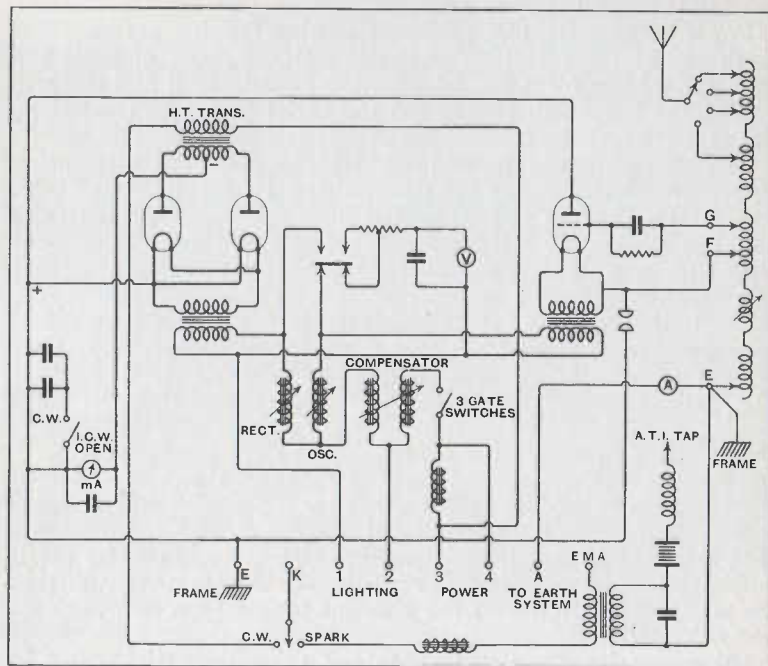 H.T. TRANS.
G
F
+
V
COMPENSATOR
C.W.
I.C.W.
OPEN
mA
RECT.
OSC.
3 GATE
SWITCHES
A
E
A.T.I. TAP
FRAME
E
K
1
LIGHTING
2
3
POWER
4
A
TO EARTH
SYSTEM
E M A
FRAME
C.W.
SPARK